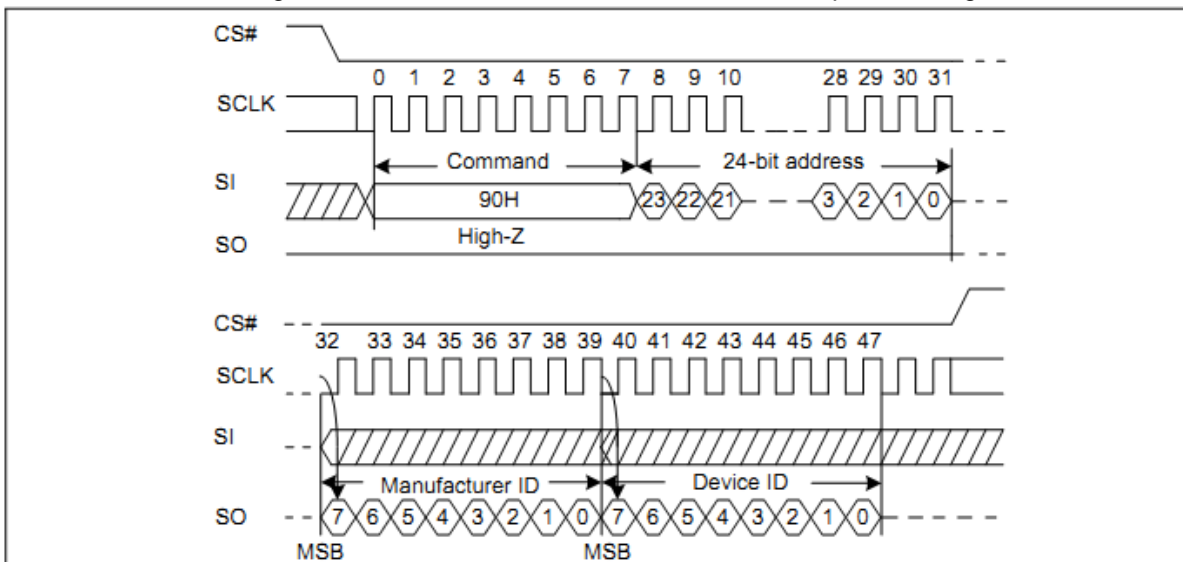 CS#
0 1 2 3 4 5 6 7 8 9 10 28 29 30 31
SCLK
Command 24-bit address
SI
90H 23 22 21 3 2 1 0
High-Z
SO
CS#
32 33 34 35 36 37 38 39 40 41 42 43 44 45 46 47
SCLK
SI
Manufacturer ID Device ID
SO
7 6 5 4 3 2 1 0 7 6 5 4 3 2 1 0
MSB MSB